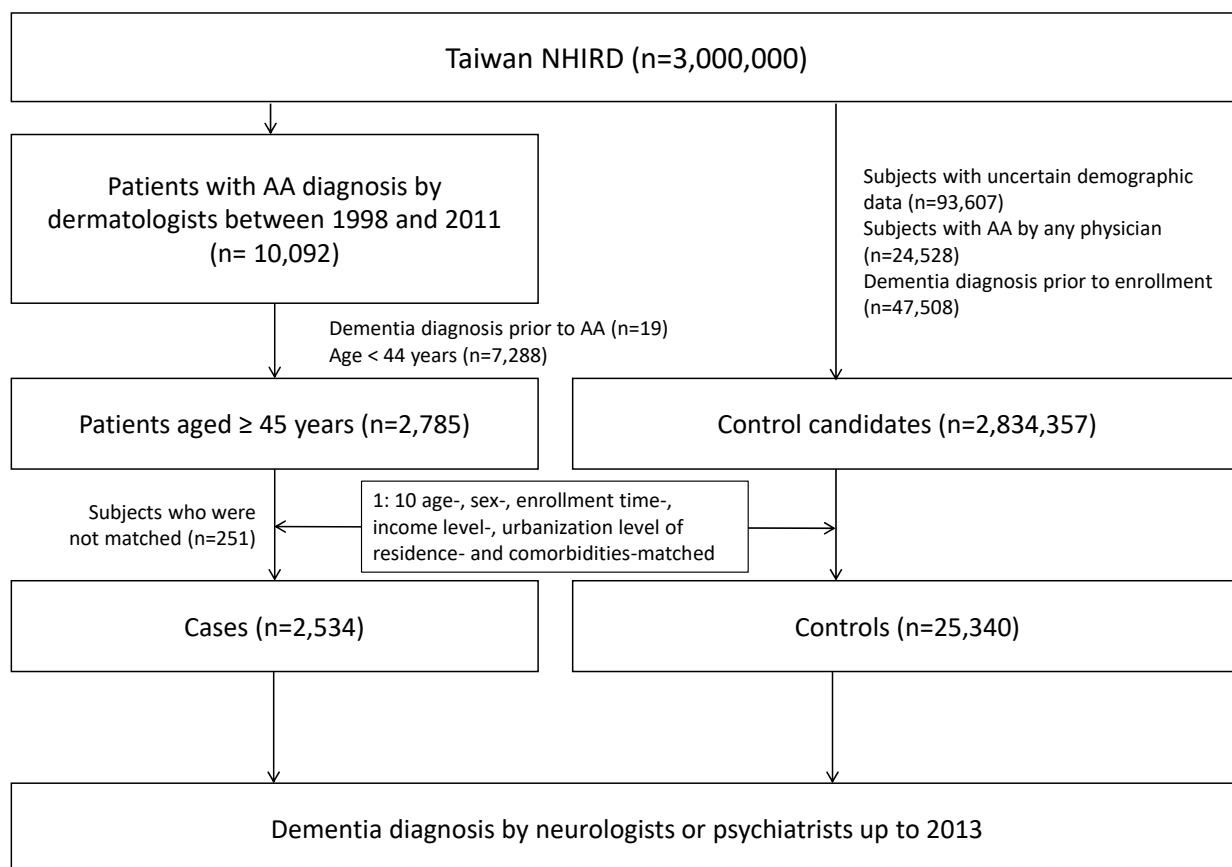 Taiwan NHIRD (n=3,000,000)
Patients with AA diagnosis by
dermatologists between 1998 and 2011
(n= 10,092)
Subjects with uncertain demographic
data (n=93,607)
Subjects with AA by any physician
(n=24,528)
Dementia diagnosis prior to enrollment
(n=47,508)
Dementia diagnosis prior to AA (n=19)
Age < 44 years (n=7,288)
Patients aged ≥ 45 years (n=2,785)
Control candidates (n=2,834,357)
Subjects who were
not matched (n=251)
1: 10 age-, sex-, enrollment time-,
income level-, urbanization level of
residence- and comorbidities-matched
Cases (n=2,534)
Controls (n=25,340)
Dementia diagnosis by neurologists or psychiatrists up to 2013